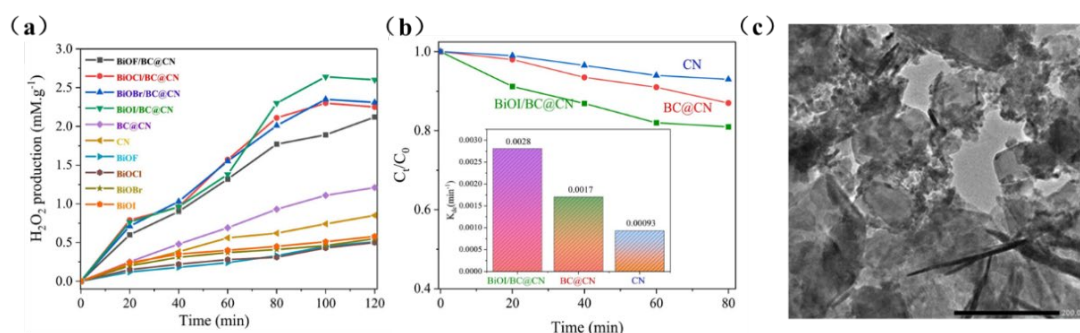 (a)
3.0
2.5
2.0
1.5
1.0
0.5
0.0
H₂O₂ production (mM.g⁻¹)
BiOF/BC@CN
BiOCl/BC@CN
BiOBr/BC@CN
BiOI/BC@CN
BC@CN
CN
BiOF
BiOCl
BiOBr
BiOI
0 20 40 60 80 100 120
Time (min)
(b)
1.0
0.8
0.6
0.4
Cₜ/C₀
CN
BC@CN
BiOI/BC@CN
0.0030
0.0025
0.0020
0.0015
0.0010
0.0005
0.0000
0.0028
0.0017
0.00093
BiOI/BC@CN BC@CN CN
0 20 40 60 80
Time (min)
(c)